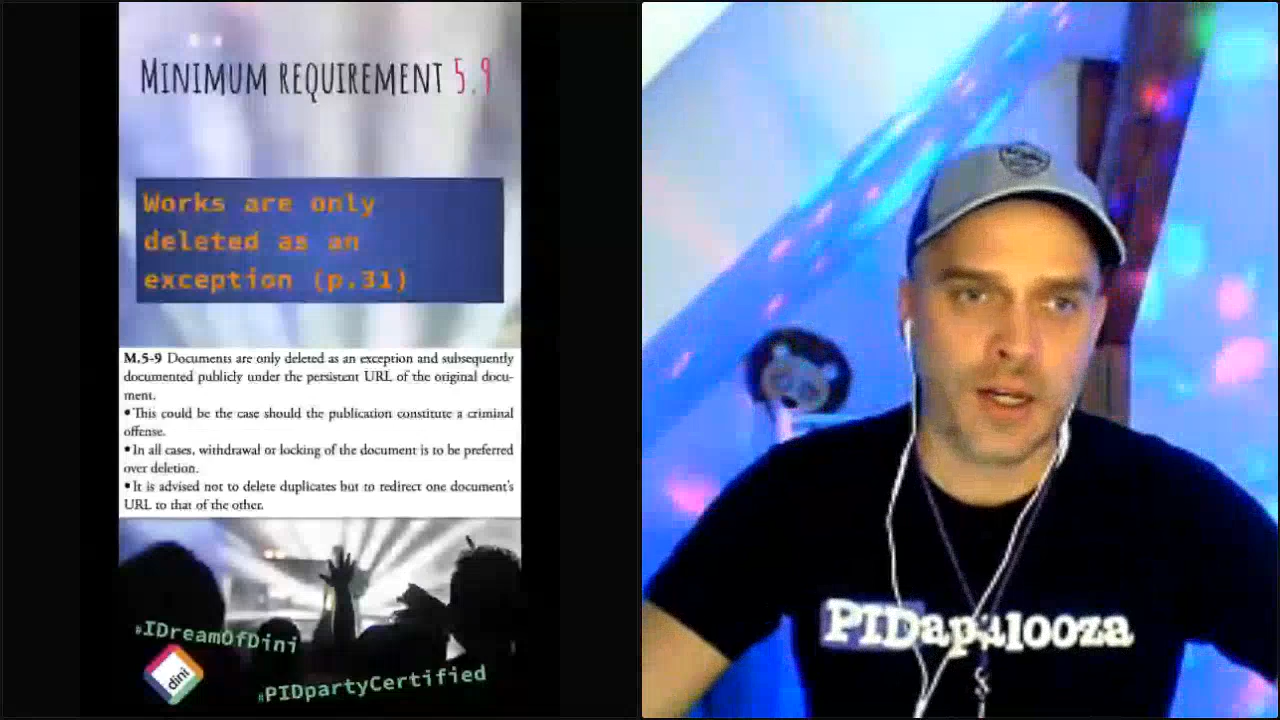 MINIMUM REQUIREMENT 5.9
Works are only
deleted as an
exception (p.31)
M.5-9 Documents are only deleted as an exception and subsequently
documented publicly under the persistent URL of the original docu-
ment.
•This could be the case should the publication constitute a criminal
offense.
•In all cases, withdrawal or locking of the document is to be preferred
over deletion.
•It is advised not to delete duplicates but to redirect one document's
URL to that of the other.
#IDreamOfDini
dini
#PIDpartyCertified
PIDapalooza